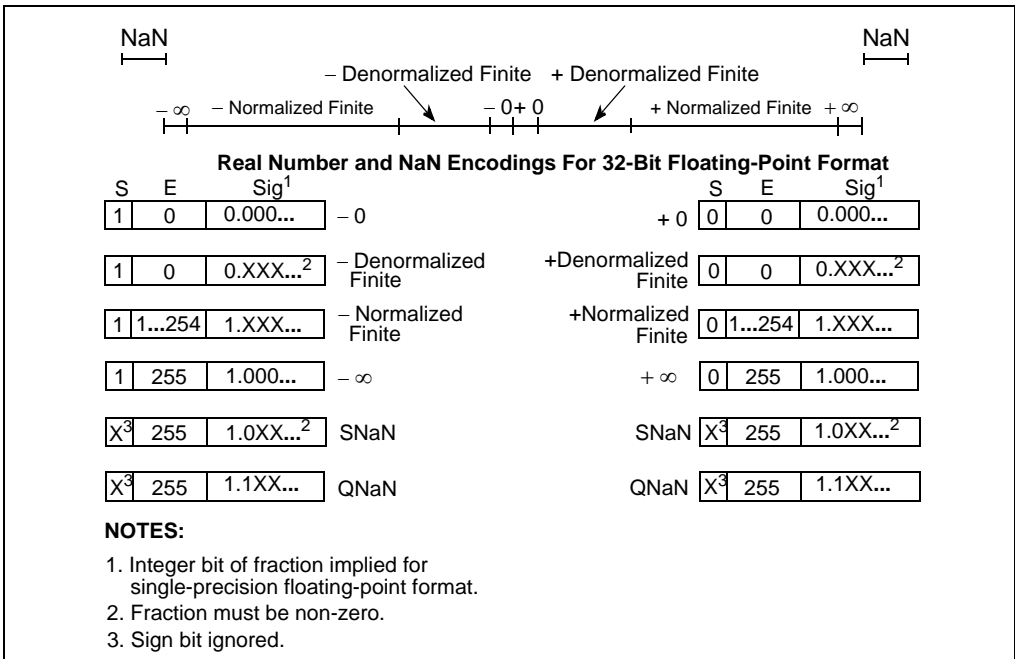 NaN NaN
– Denormalized Finite + Denormalized Finite
– ∞ – Normalized Finite – 0 + 0 + Normalized Finite + ∞
Real Number and NaN Encodings For 32-Bit Floating-Point Format
S E Sig1 S E Sig1
1 0 0.000... – 0 + 0 0 0 0.000...
1 0 0.XXX...2 – Denormalized Finite +Denormalized Finite 0 0 0.XXX...2
1 1...254 1.XXX... – Normalized Finite +Normalized Finite 0 1...254 1.XXX...
1 255 1.000... – ∞ + ∞ 0 255 1.000...
X3 255 1.0XX...2 SNaN SNaN X3 255 1.0XX...2
X3 255 1.1XX... QNaN QNaN X3 255 1.1XX...
NOTES:
1. Integer bit of fraction implied for
single-precision floating-point format.
2. Fraction must be non-zero.
3. Sign bit ignored.